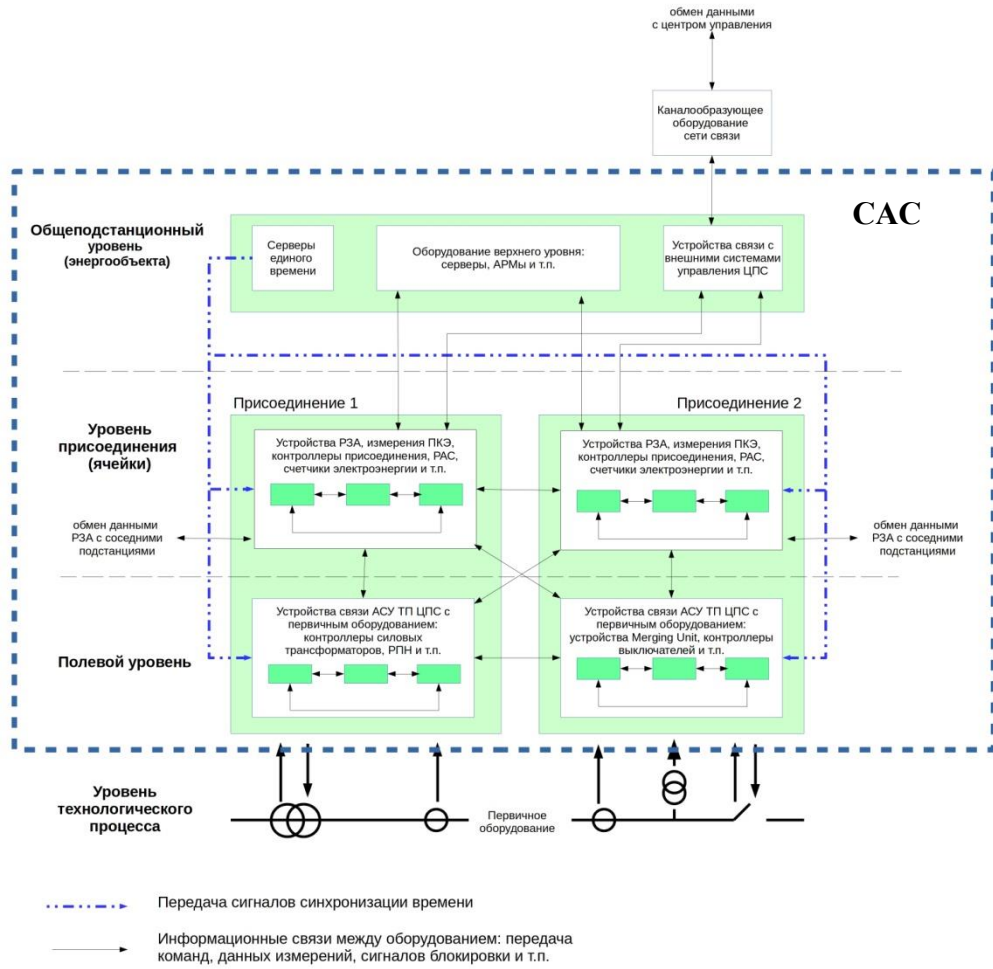 обмен данными
с центром управления
Каналообразующее
оборудование
сети связи
САС
Общеподстанционный
уровень
(энергообъекта)
Серверы
единого
времени
Оборудование верхнего уровня:
серверы, АРМы и т.п.
Устройства связи с
внешними системами
управления ЦПС
Присоединение 1
Присоединение 2
Уровень
присоединения
(ячейки)
Устройства РЗА, измерения ПКЭ,
контроллеры присоединения, РАС,
счетчики электроэнергии и т.п.
Устройства РЗА, измерения ПКЭ,
контроллеры присоединения, РАС,
счетчики электроэнергии и т.п.
обмен данными
РЗА с соседними
подстанциями
обмен данными
РЗА с соседними
подстанциями
Полевой уровень
Устройства связи АСУ ТП ЦПС с
первичным оборудованием:
контроллеры силовых
трансформаторов, РПН и т.п.
Устройства связи АСУ ТП ЦПС с
первичным оборудованием:
устройства Merging Unit, контроллеры
выключателей и т.п.
Уровень
технологического
процесса
Первичное
оборудование
Передача сигналов синхронизации времени
Информационные связи между оборудованием: передача
команд, данных измерений, сигналов блокировки и т.п.